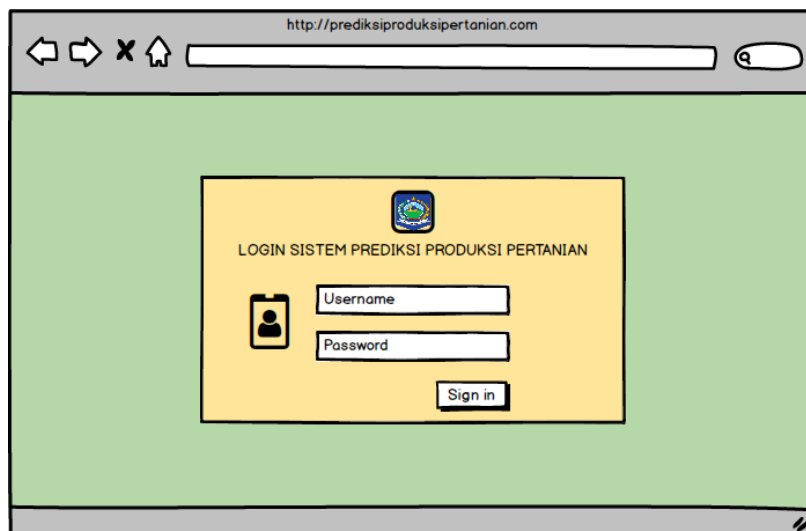 http://prediksiproduksipertanian.com
LOGIN SISTEM PREDIKSI PRODUKSI PERTANIAN
Username
Password
Sign in